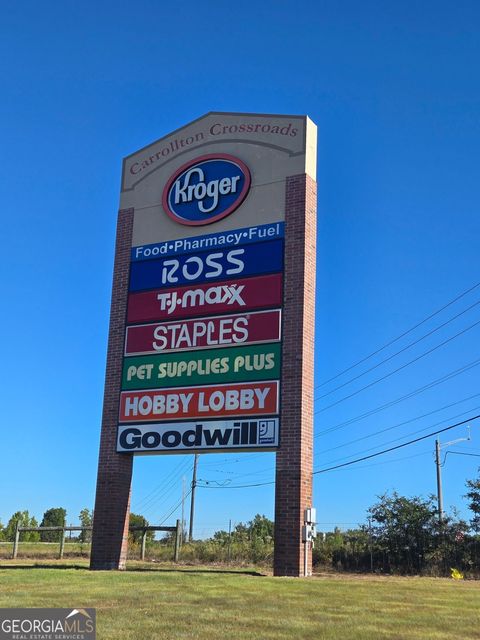 Carrollton Crossroads
Kroger
Food•Pharmacy•Fuel
ROSS
T•J•maxx
STAPLES
PET SUPPLIES PLUS
HOBBY LOBBY
GoodWill
GEORGIAMLS
REAL ESTATE SERVICES